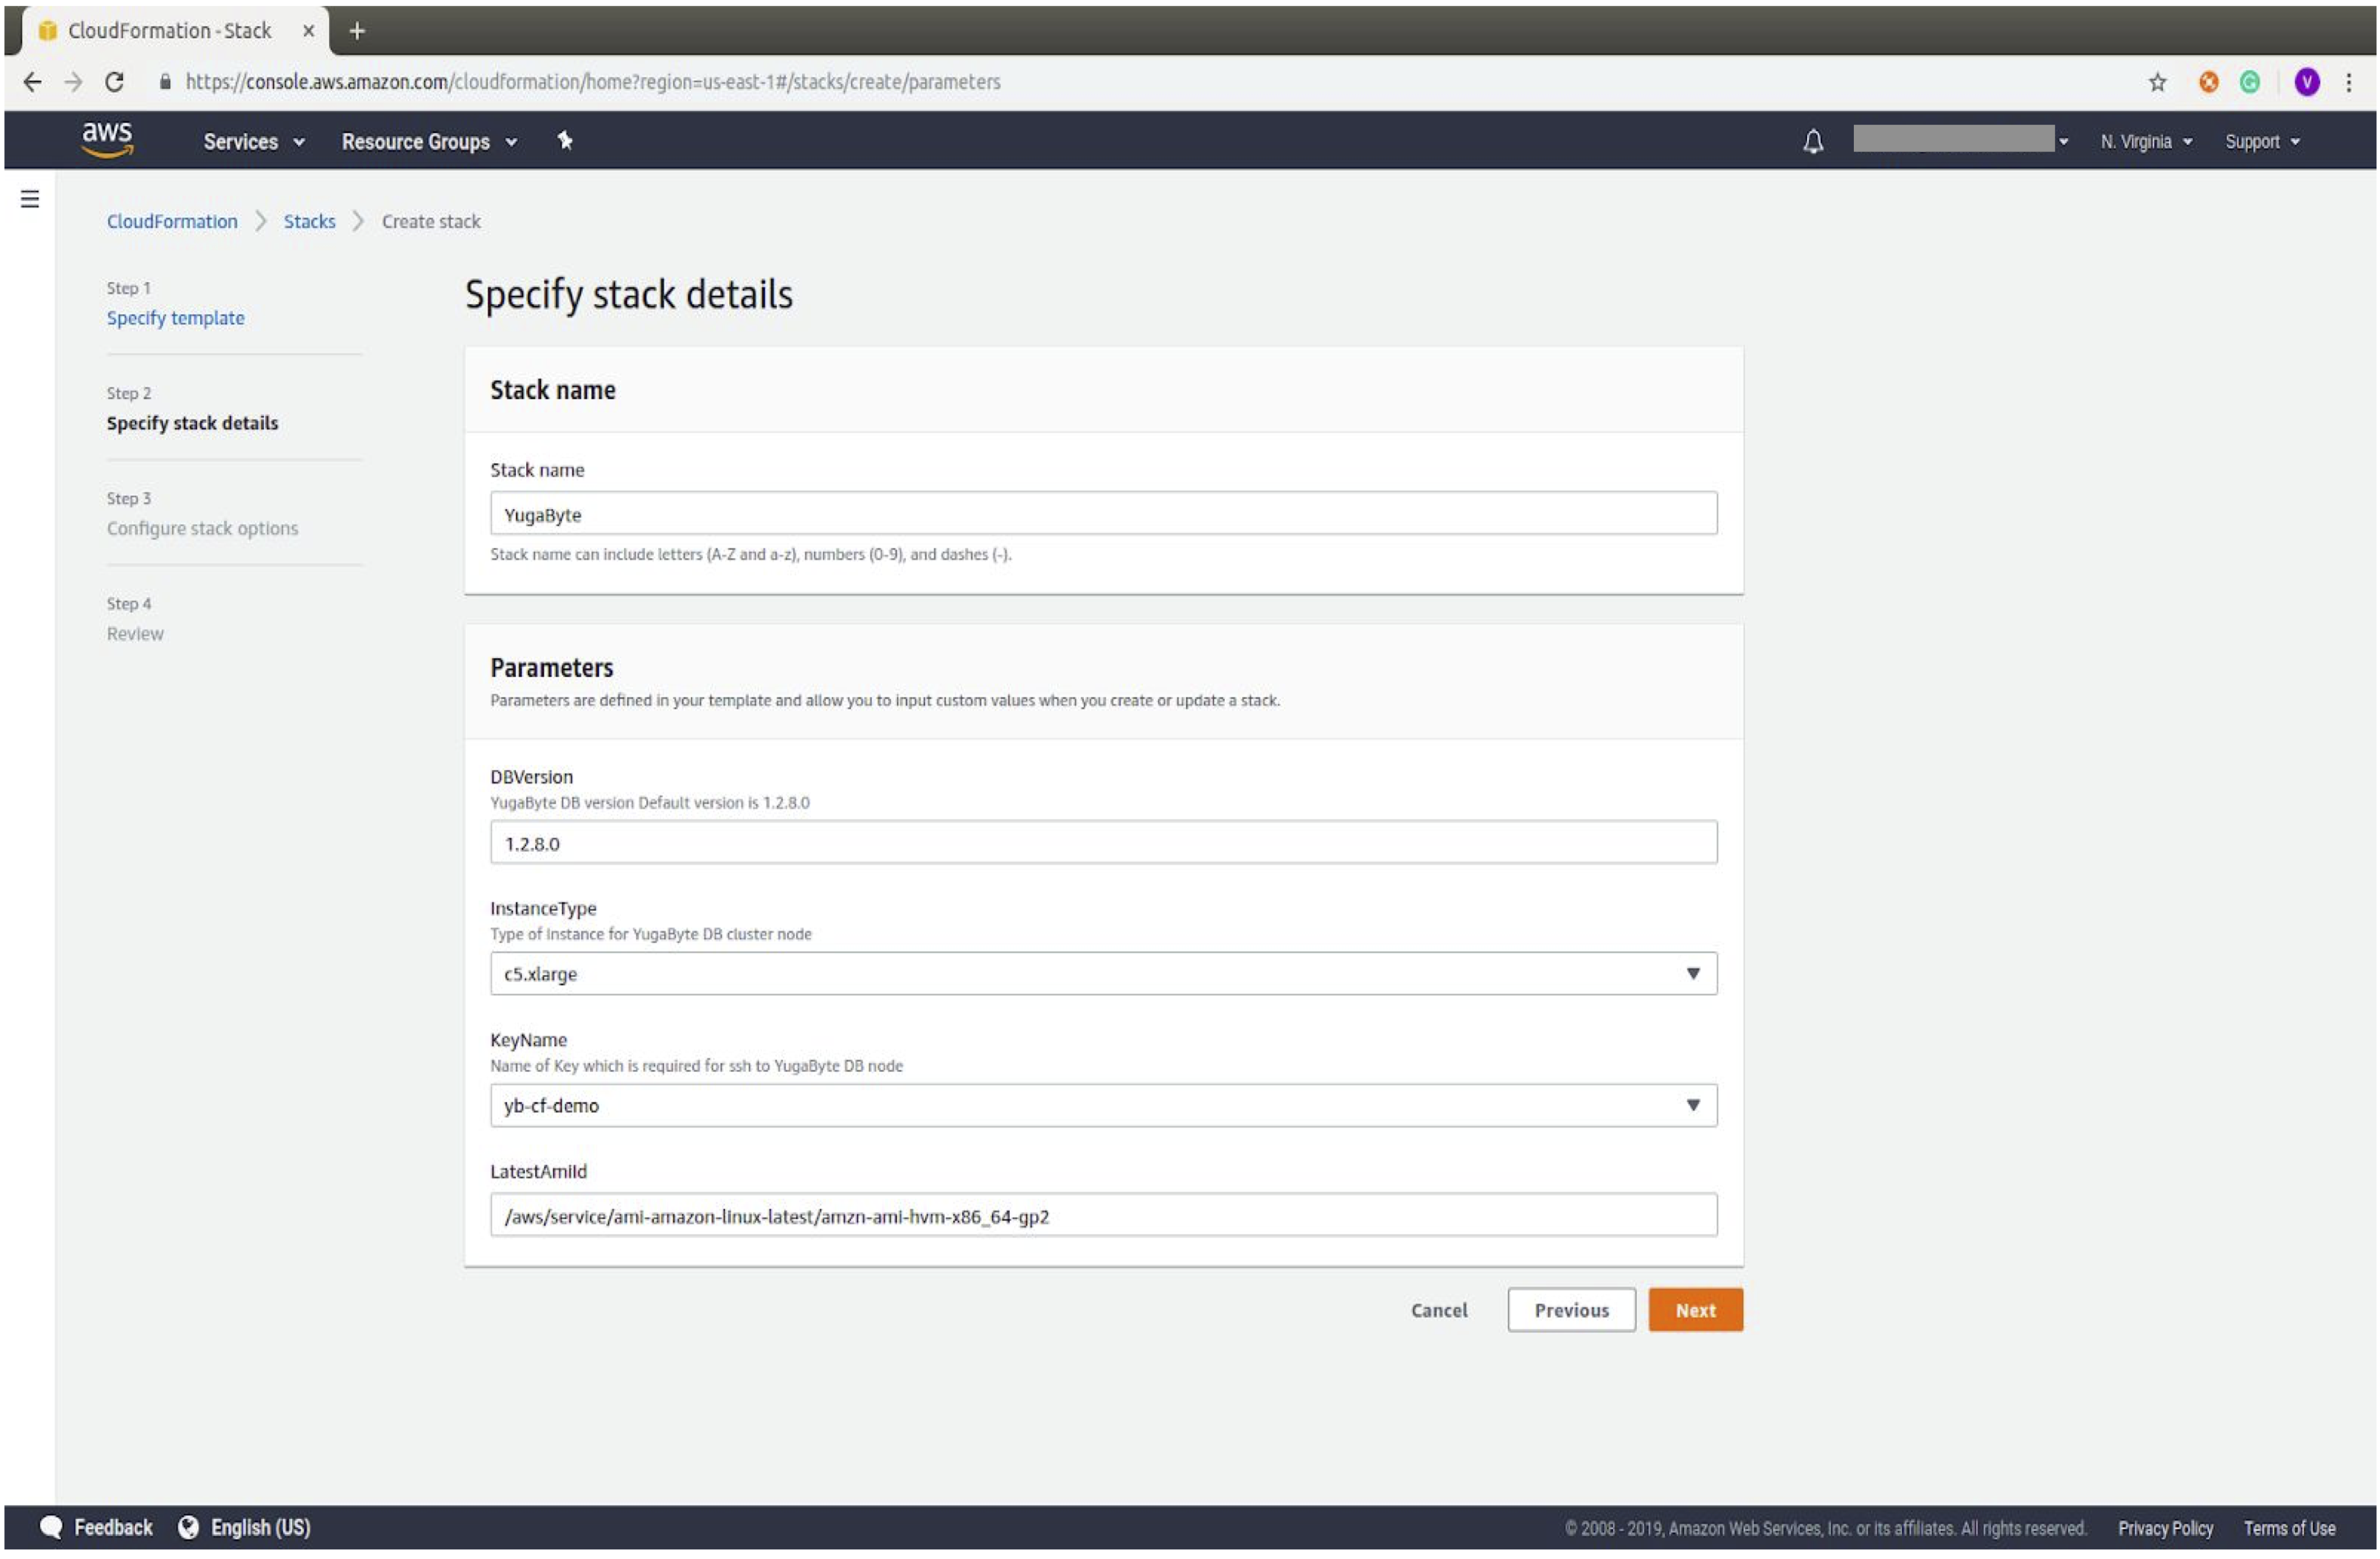 CloudFormation - Stack × +
https://console.aws.amazon.com/cloudformation/home?region=us-east-1#/stacks/create/parameters V
aws Services Resource Groups N. Virginia Support
CloudFormation Stacks Create stack
Step 1
Specify template
Step 2
Specify stack details
Step 3
Configure stack options
Step 4
Review
Specify stack details
Stack name
Stack name
YugaByte
Stack name can include letters (A-Z and a-z), numbers (0-9), and dashes (-).
Parameters
Parameters are defined in your template and allow you to input custom values when you create or update a stack.
DBVersion
YugaByte DB version Default version is 1.2.8.0
1.2.8.0
InstanceType
Type of Instance for YugaByte DB cluster node
c5.xlarge
KeyName
Name of Key which is required for ssh to YugaByte DB node
yb-cf-demo
LatestAmiId
/aws/service/ami-amazon-linux-latest/amzn-ami-hvm-x86_64-gp2
Cancel Previous Next
Feedback English (US) © 2008 - 2019, Amazon Web Services, Inc. or its affiliates. All rights reserved. Privacy Policy Terms of Use